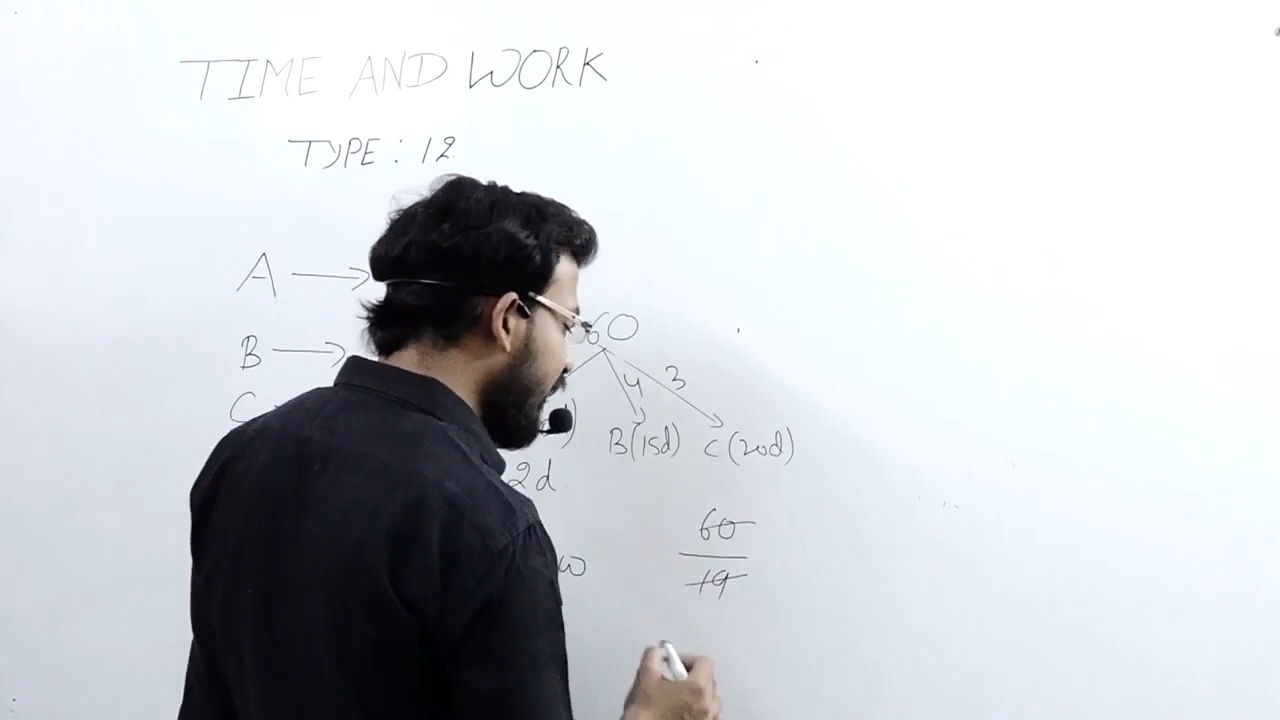 TIME AND WORK
TYPE : 12
A →
60
B →
4 3
C
B(15d) C(20d)
2d
60
w
19